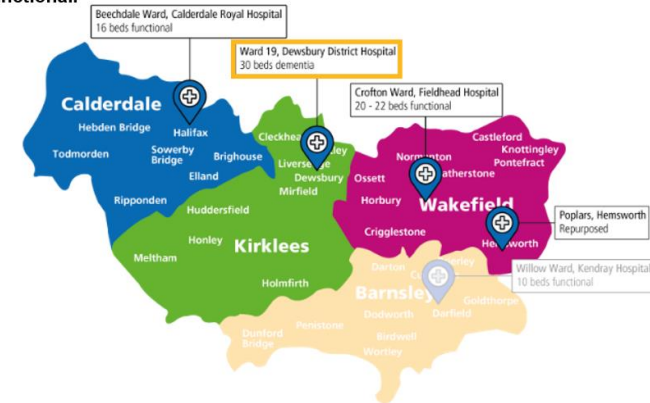 Beechdale Ward, Calderdale Royal Hospital
16 beds functional
Ward 19, Dewsbury District Hospital
30 beds dementia
Crofton Ward, Fieldhead Hospital
20 - 22 beds functional
Calderdale
Hebden Bridge
Halifax
Todmorden
Sowerby
Bridge
Brighouse
Elland
Ripponden
Dewsbury
Mirfield
Huddersfield
Honley
Kirklees
Meltham
Holmfirth
Castleford
Knottingley
Pontefract
Ossett
Horbury
Wakefield
Crigglestone
Poplars, Hemsworth
Repurposed
Willow Ward, Kendray Hospital
10 beds functional
Darton
Barnsley
Goldthorpe
Dodworth
Darfield
Penistone
Dunford
Bridge
Birdwell
Wortley